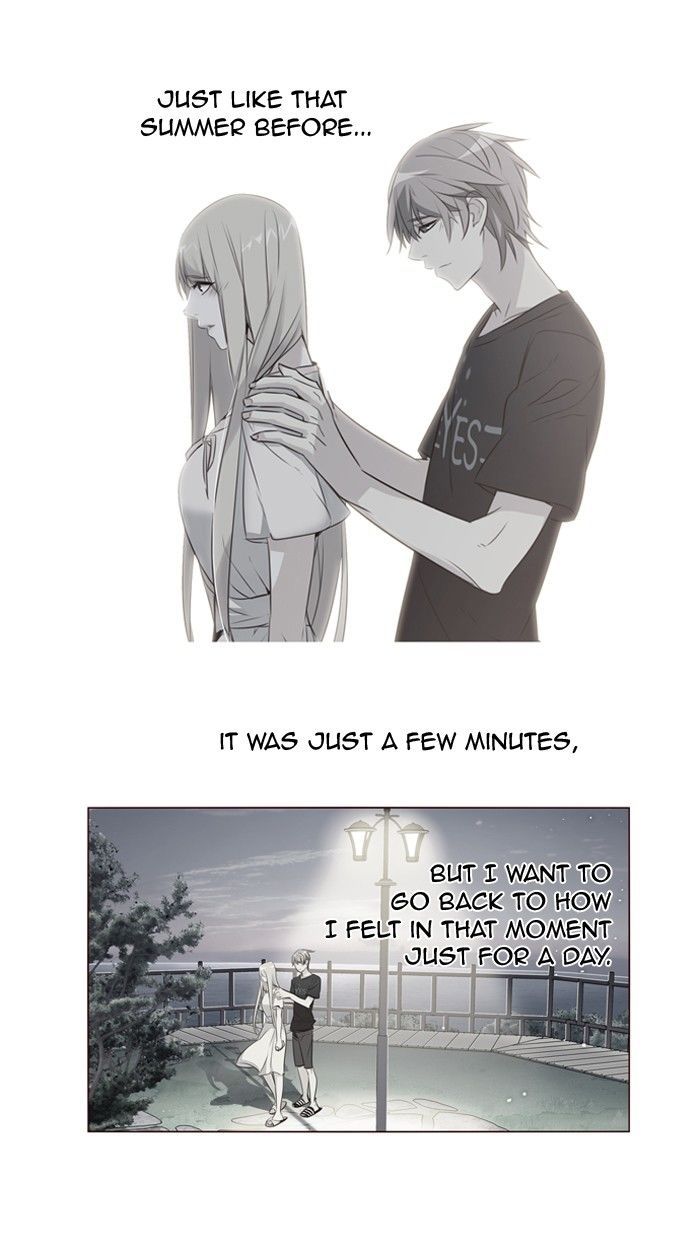 JUST LIKE THAT
SUMMER BEFORE...
EYES
IT WAS JUST A FEW MINUTES,
BUT I WANT TO
GO BACK TO HOW
I FELT IN THAT MOMENT
JUST FOR A DAY.